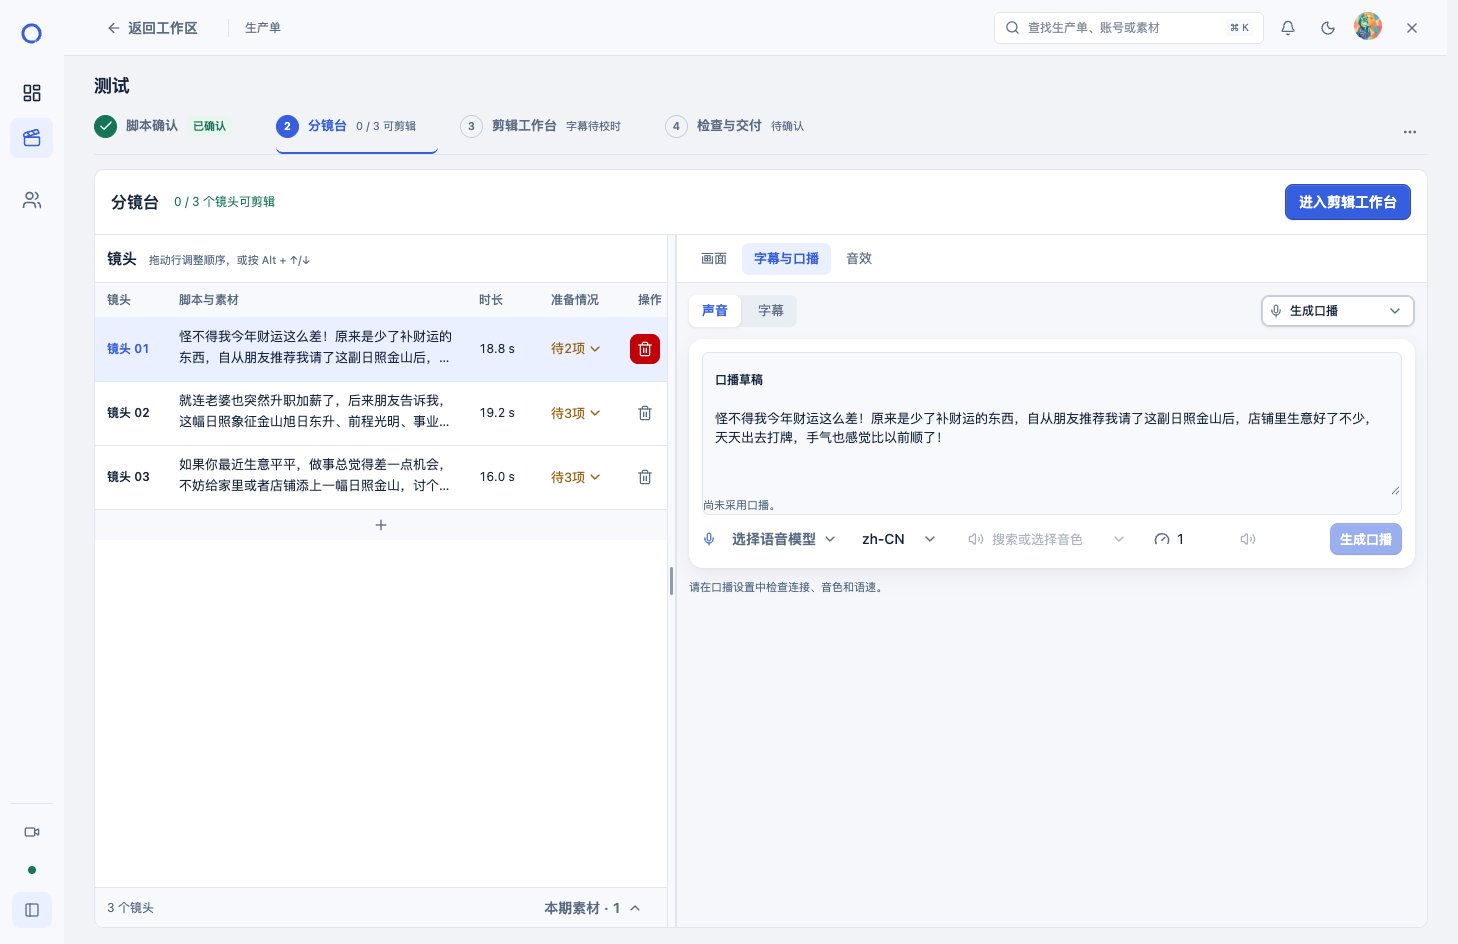 返回工作区
生产单
查找生产单、账号或素材
⌘ K
测试
脚本确认 已确认
2 分镜台 0 / 3 可剪辑
3 剪辑工作台 字幕待校时
4 检查与交付 待确认
分镜台 0 / 3 个镜头可剪辑
进入剪辑工作台
镜头 拖动行调整顺序，或按 Alt + ↑/↓
镜头 脚本与素材 时长 准备情况 操作
镜头 01
怪不得我今年财运这么差！原来是少了补财运的
东西，自从朋友推荐我请了这副日照金山后，...
18.8 s
待2项
镜头 02
就连老婆也突然升职加薪了，后来朋友告诉我，
这幅日照象征金山旭日东升、前程光明、事业...
19.2 s
待3项
镜头 03
如果你最近生意平平，做事总觉得差一点机会，
不妨给家里或者店铺添上一幅日照金山，讨个...
16.0 s
待3项
3 个镜头
本期素材 · 1
画面 字幕与口播 音效
声音 字幕
生成口播
口播草稿
怪不得我今年财运这么差！原来是少了补财运的东西，自从朋友推荐我请了这副日照金山后，店铺里生意好了不少，
天天出去打牌，手气也感觉比以前顺了！
尚未采用口播。
选择语音模型 zh-CN 搜索或选择音色 1 生成口播
请在口播设置中检查连接、音色和语速。